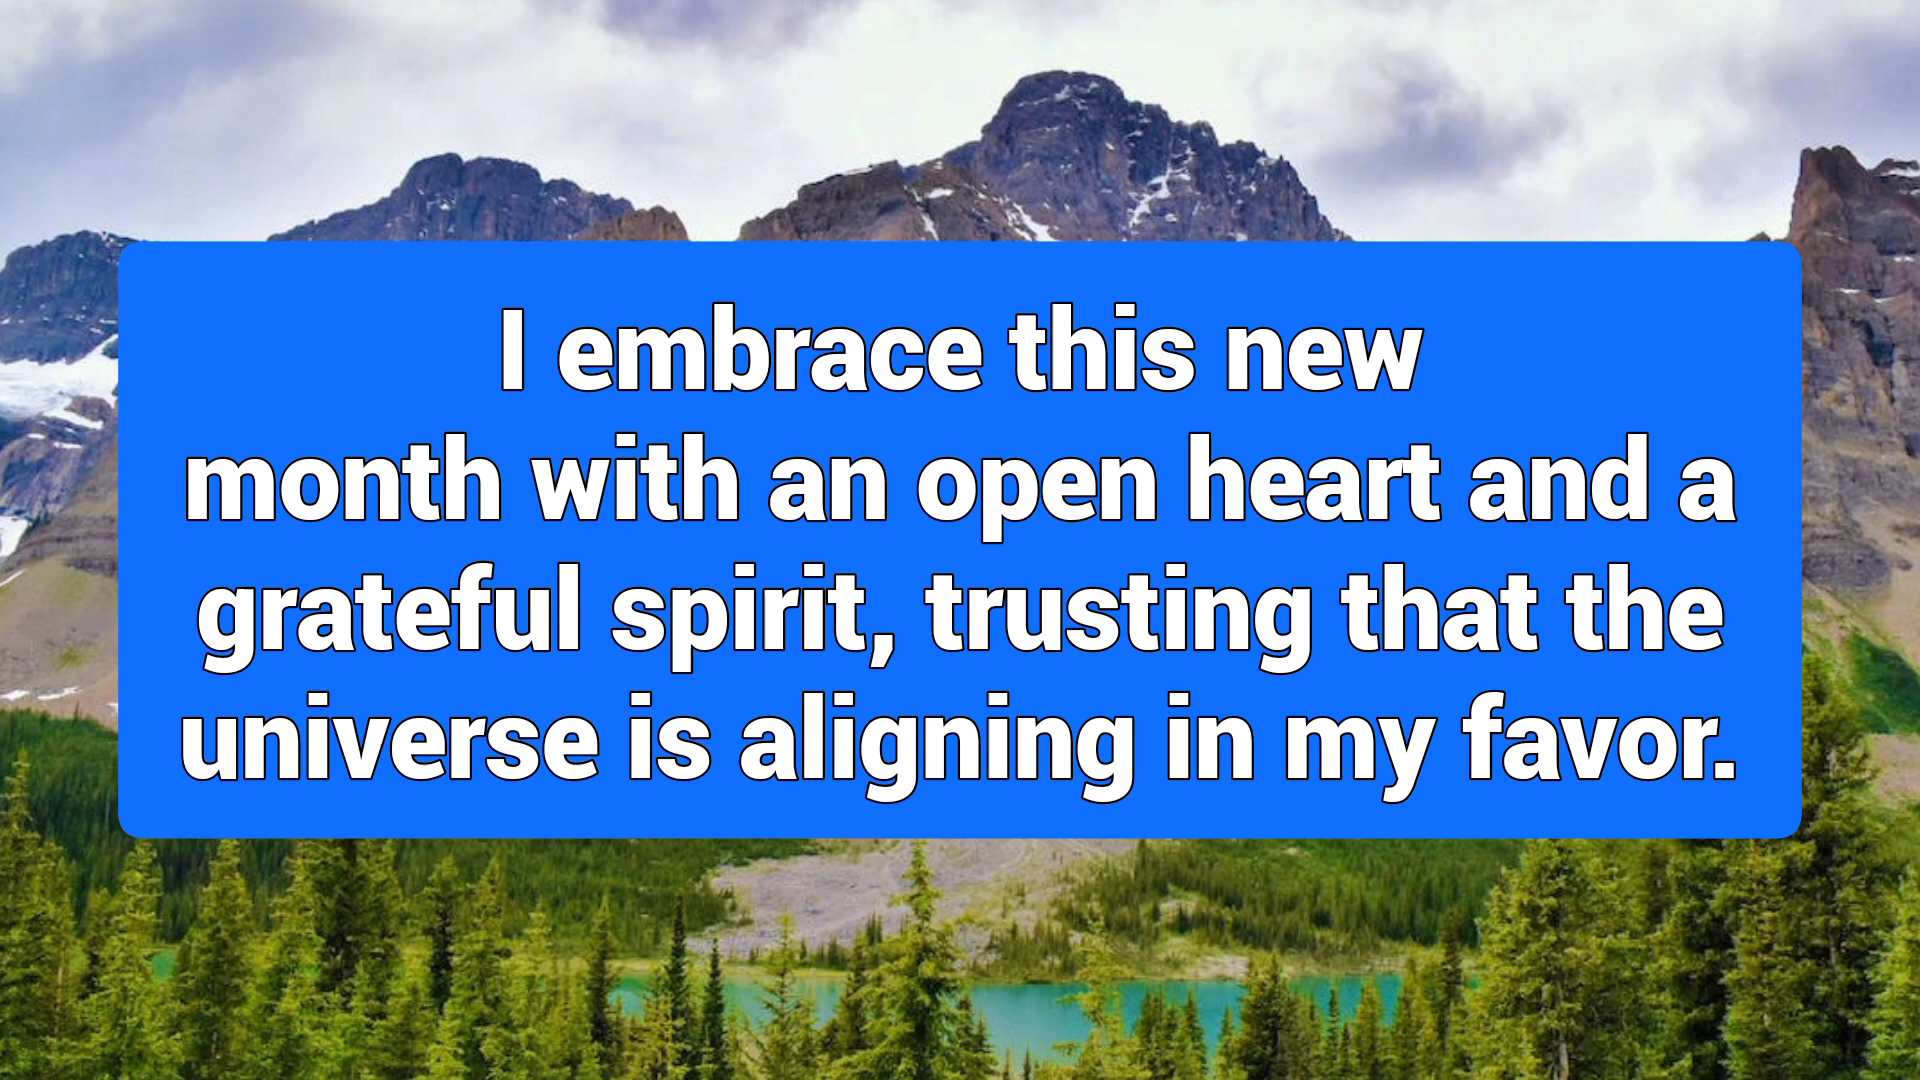 I embrace this new
month with an open heart and a
grateful spirit, trusting that the
universe is aligning in my favor.